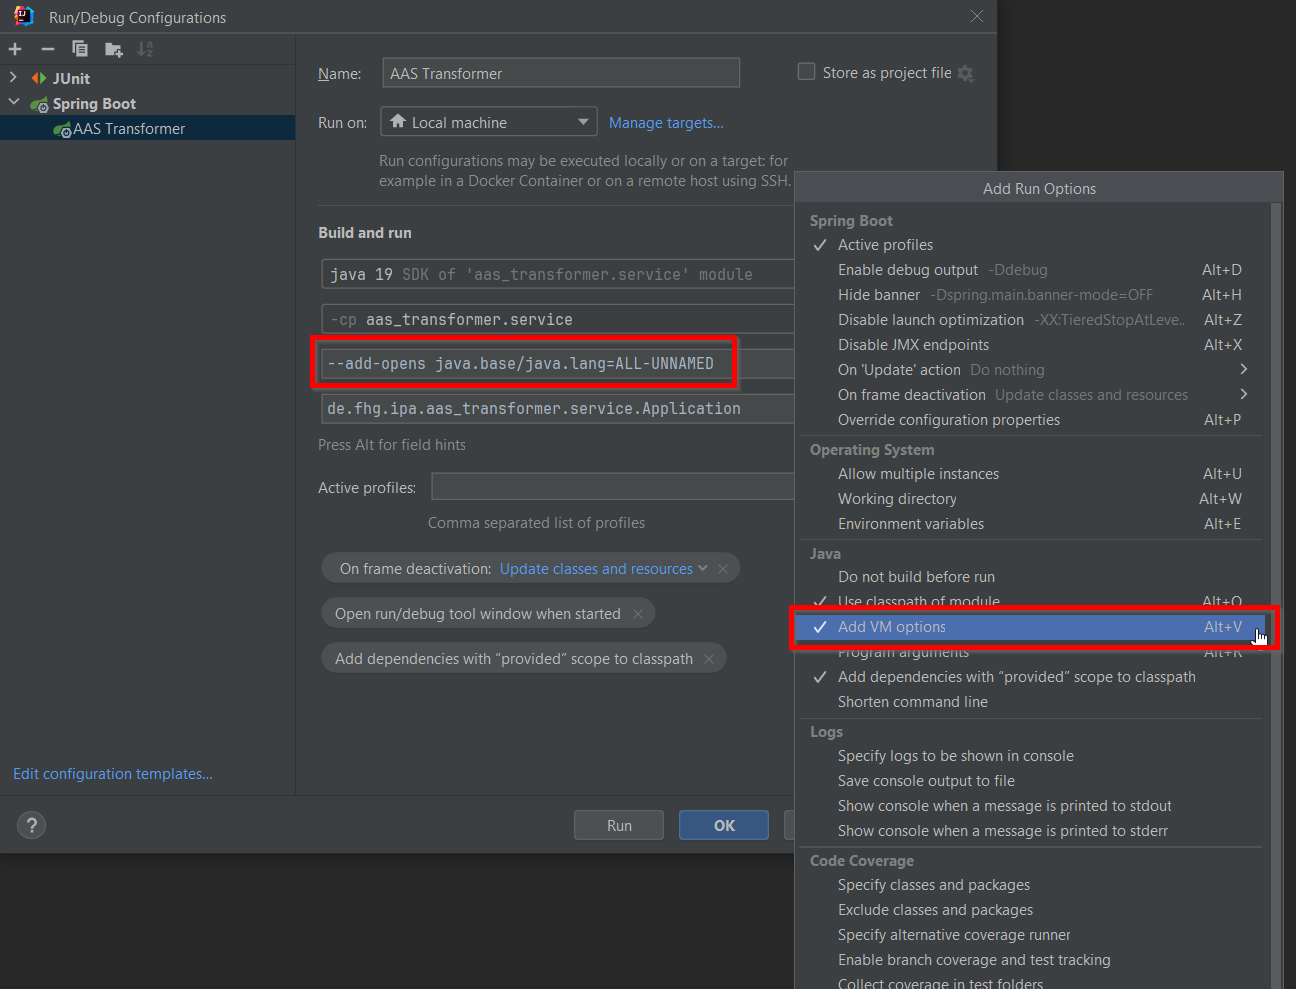 Run/Debug Configurations
JUnit
Spring Boot
AAS Transformer
Edit configuration templates...
?
Name:
AAS Transformer
Store as project file
Run on:
Local machine
Manage targets...
Run configurations may be executed locally or on a target: for
example in a Docker Container or on a remote host using SSH.
Build and run
java 19 SDK of 'aas_transformer.service' module
-cp aas_transformer.service
--add-opens java.base/java.lang=ALL-UNNAMED
de.fhg.ipa.aas_transformer.service.Application
Press Alt for field hints
Active profiles:
Comma separated list of profiles
On frame deactivation: Update classes and resources
Open run/debug tool window when started
Add dependencies with “provided” scope to classpath
Run
OK
Add Run Options
Spring Boot
Active profiles
Enable debug output -Ddebug Alt+D
Hide banner -Dspring.main.banner-mode=OFF Alt+H
Disable launch optimization -XX:TieredStopAtLeve.. Alt+Z
Disable JMX endpoints Alt+X
On 'Update' action Do nothing
On frame deactivation Update classes and resources
Override configuration properties Alt+P
Operating System
Allow multiple instances Alt+U
Working directory Alt+W
Environment variables Alt+E
Java
Do not build before run
Use classpath of module Alt+O
Add VM options Alt+V
Program arguments Alt+R
Add dependencies with “provided” scope to classpath
Shorten command line
Logs
Specify logs to be shown in console
Save console output to file
Show console when a message is printed to stdout
Show console when a message is printed to stderr
Code Coverage
Specify classes and packages
Exclude classes and packages
Specify alternative coverage runner
Enable branch coverage and test tracking
Collect coverage in test folders